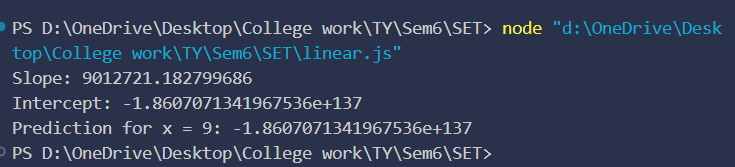 PS D:\OneDrive\Desktop\College work\TY\Sem6\SET> node "d:\OneDrive\Desk
top\College work\TY\Sem6\SET\linear.js"
Slope: 9012721.182799686
Intercept: -1.8607071341967536e+137
Prediction for x = 9: -1.8607071341967536e+137
PS D:\OneDrive\Desktop\College work\TY\Sem6\SET>